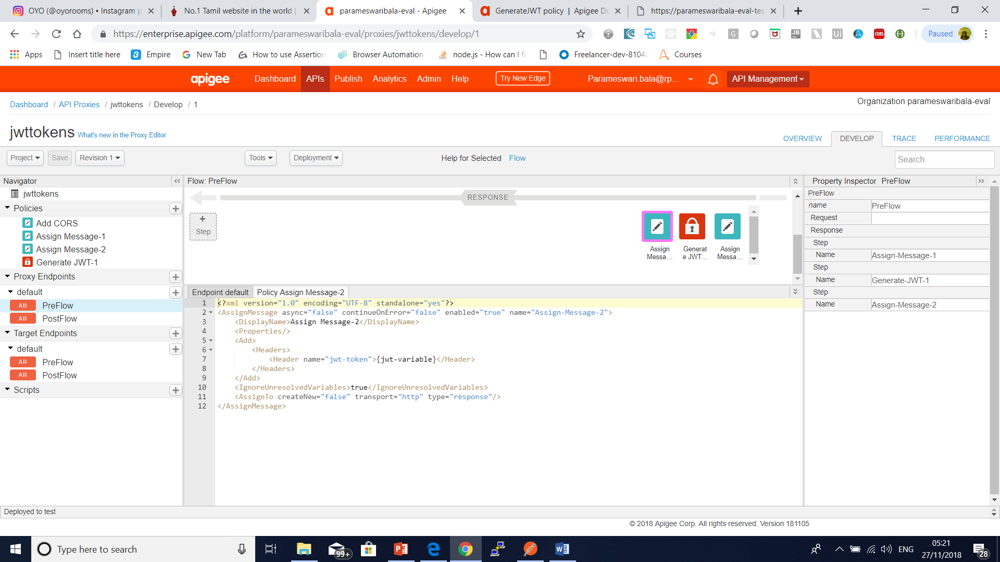 OYO (@oyorooms) • Instagram p
No.1 Tamil website in the world |
parameswaribala-eval - Apigee
GenerateJWT policy | Apigee Do
https://parameswaribala-eval-tes
https://enterprise.apigee.com/platform/parameswaribala-eval/proxies/jwttokens/develop/1
G
JB
Ui
CORS
Paused
Apps
Insert title here
Empire
New Tab
How to use Assertion
Browser Automation
node.js - How can I fi
Freelancer-dev-81048
Courses
apigee
Dashboard
APIs
Publish
Analytics
Admin
Help
Try New Edge
Parameswari.bala@rp...
API Management
Dashboard / API Proxies / jwttokens / Develop / 1
Organization parameswaribala-eval
jwttokens What's new in the Proxy Editor
OVERVIEW
DEVELOP
TRACE
PERFORMANCE
Project
Save
Revision 1
Tools
Deployment
Help for Selected Flow
Search
Navigator
jwttokens
Policies
Add CORS
Assign Message-1
Assign Message-2
Generate JWT-1
Proxy Endpoints
default
All PreFlow
All PostFlow
Target Endpoints
default
All PreFlow
All PostFlow
Scripts
Flow: PreFlow
RESPONSE
+
Step
Assign
Messa...
Generat
e JWT...
Assign
Messa...
Endpoint default
Policy Assign Message-2
1 <?xml version="1.0" encoding="UTF-8" standalone="yes"?>
2 <AssignMessage async="false" continueOnError="false" enabled="true" name="Assign-Message-2">
3 <DisplayName>Assign Message-2</DisplayName>
4 <Properties/>
5 <Add>
6 <Headers>
7 <Header name="jwt-token">{jwt-variable}</Header>
8 </Headers>
9 </Add>
10 <IgnoreUnresolvedVariables>true</IgnoreUnresolvedVariables>
11 <AssignTo createNew="false" transport="http" type="response"/>
12 </AssignMessage>
Property Inspector PreFlow
PreFlow
name PreFlow
Request
Response
Step
Name Assign-Message-1
Step
Name Generate-JWT-1
Step
Name Assign-Message-2
Deployed to test
© 2018 Apigee Corp. All rights reserved. Version 181105
Type here to search
99+
ENG
05:21
27/11/2018
28